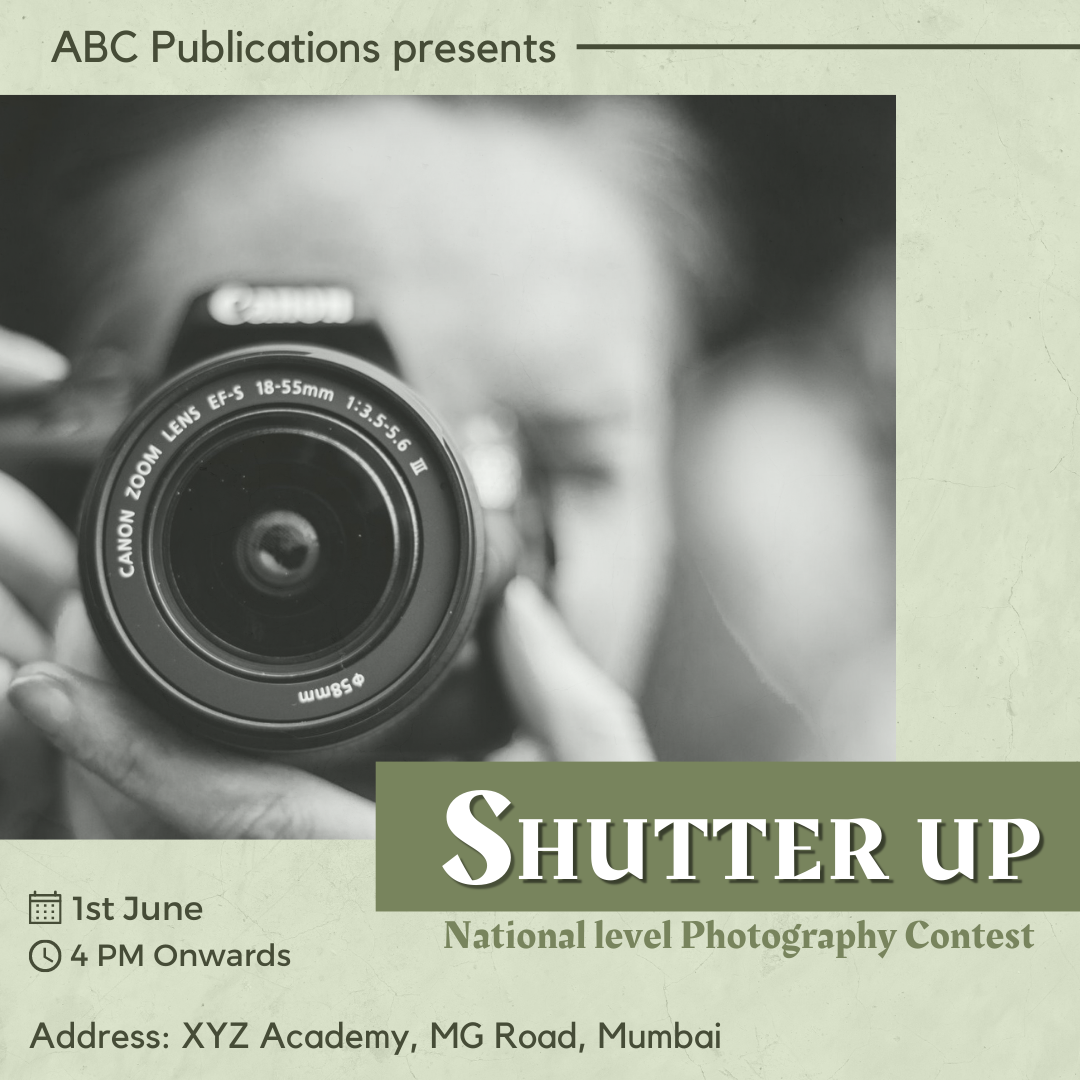 ABC Publications presents
Canon
CANON ZOOM LENS EF-S 18-55mm 1:3.5-5.6 III
Φ58mm
SHUTTER UP
National level Photography Contest
1st June
4 PM Onwards
Address: XYZ Academy, MG Road, Mumbai